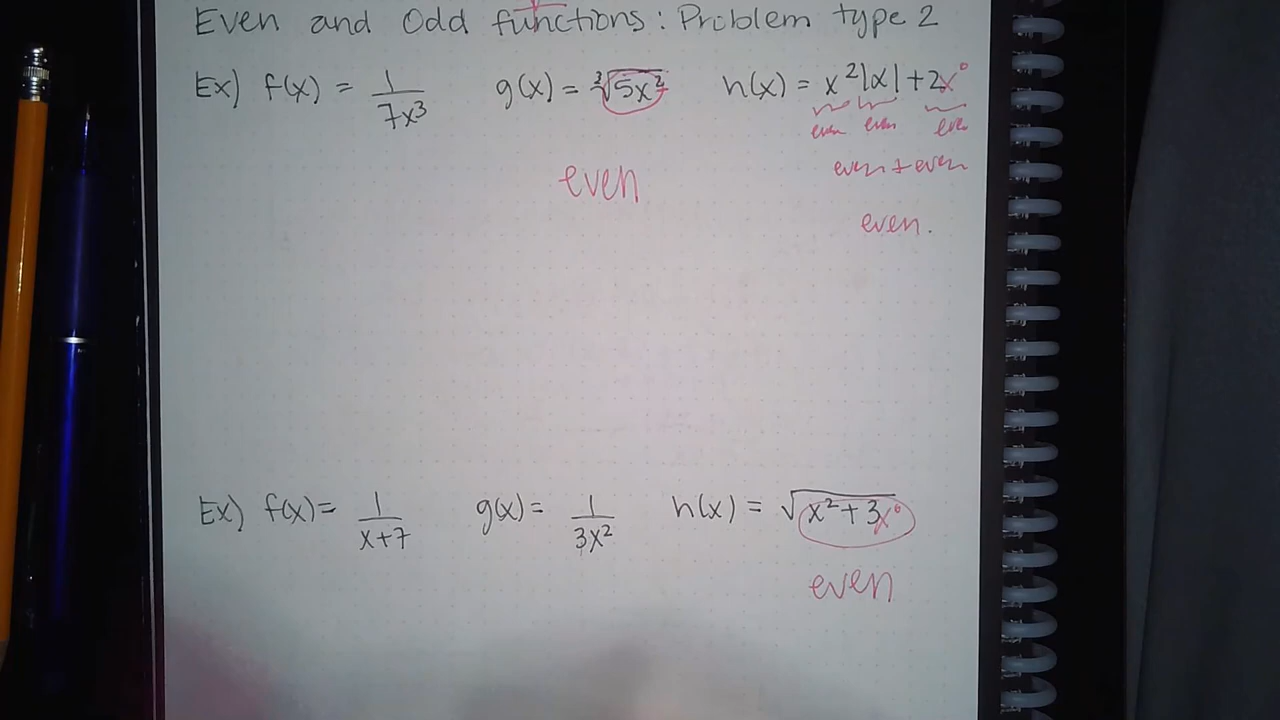 Even and Odd functions: Problem type 2
Ex) f(x) = 1/7x³ g(x) = ³√5x² h(x) = x²|x| + 2x⁰
even even even
even + even
even
even.
Ex) f(x) = 1/x+7 g(x) = 1/3x² h(x) = √x²+3x⁰
even